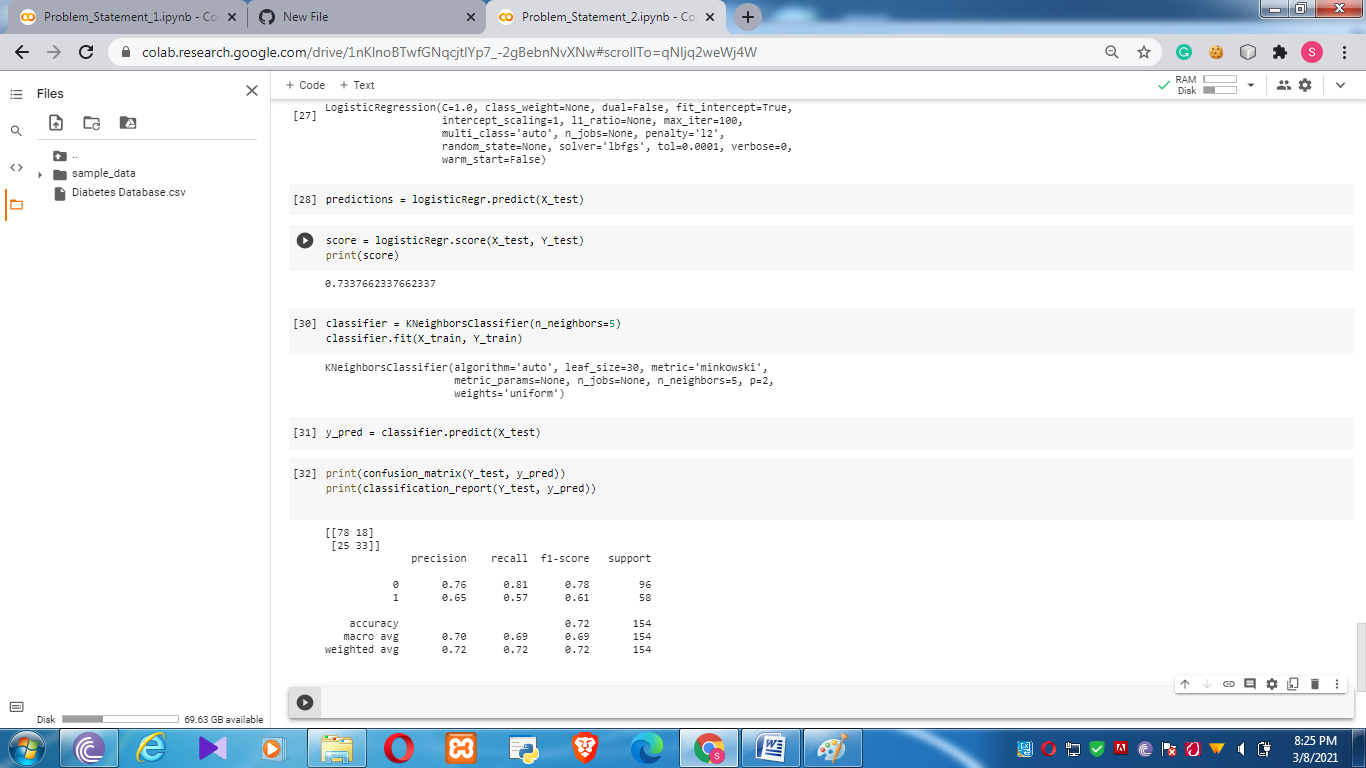 Problem_Statement_1.ipynb - Co
New File
Problem_Statement_2.ipynb - Col
colab.research.google.com/drive/1nKlnoBTwfGNqcjtlYp7_-2gBebnNvXNw#scrollTo=qNIjq2weWj4W
S
Files
..
sample_data
Diabetes Database.csv
Disk 69.63 GB available
+ Code + Text
RAM
Disk
[27] LogisticRegression(C=1.0, class_weight=None, dual=False, fit_intercept=True,
intercept_scaling=1, l1_ratio=None, max_iter=100,
multi_class='auto', n_jobs=None, penalty='l2',
random_state=None, solver='lbfgs', tol=0.0001, verbose=0,
warm_start=False)
[28] predictions = logisticRegr.predict(X_test)
score = logisticRegr.score(X_test, Y_test)
print(score)
0.7337662337662337
[30] classifier = KNeighborsClassifier(n_neighbors=5)
classifier.fit(X_train, Y_train)
KNeighborsClassifier(algorithm='auto', leaf_size=30, metric='minkowski',
metric_params=None, n_jobs=None, n_neighbors=5, p=2,
weights='uniform')
[31] y_pred = classifier.predict(X_test)
[32] print(confusion_matrix(Y_test, y_pred))
print(classification_report(Y_test, y_pred))
[[78 18]
[25 33]]
precision recall f1-score support
0 0.76 0.81 0.78 96
1 0.65 0.57 0.61 58
accuracy 0.72 154
macro avg 0.70 0.69 0.69 154
weighted avg 0.72 0.72 0.72 154
8:25 PM
3/8/2021